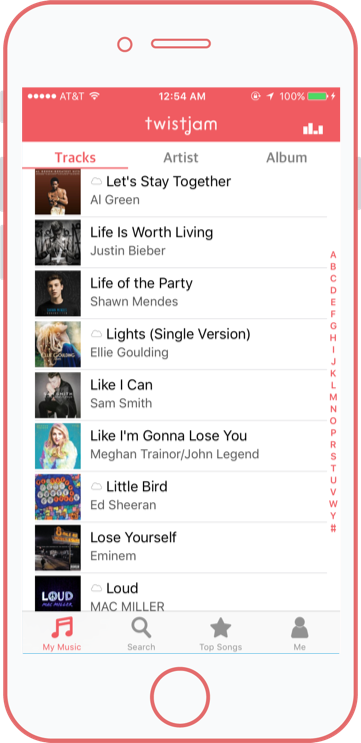 AT&T 12:54 AM 100%
twistjam
Tracks Artist Album
Let's Stay Together
Al Green
Life Is Worth Living
Justin Bieber
Life of the Party
Shawn Mendes
Lights (Single Version)
Ellie Goulding
Like I Can
Sam Smith
Like I'm Gonna Lose You
Meghan Trainor/John Legend
Little Bird
Ed Sheeran
Lose Yourself
Eminem
Loud
MAC MILLER
LOUD
MAC MILLER
A
B
C
D
E
F
G
H
I
J
K
L
M
N
O
P
R
S
T
U
V
W
Y
#
My Music Search Top Songs Me